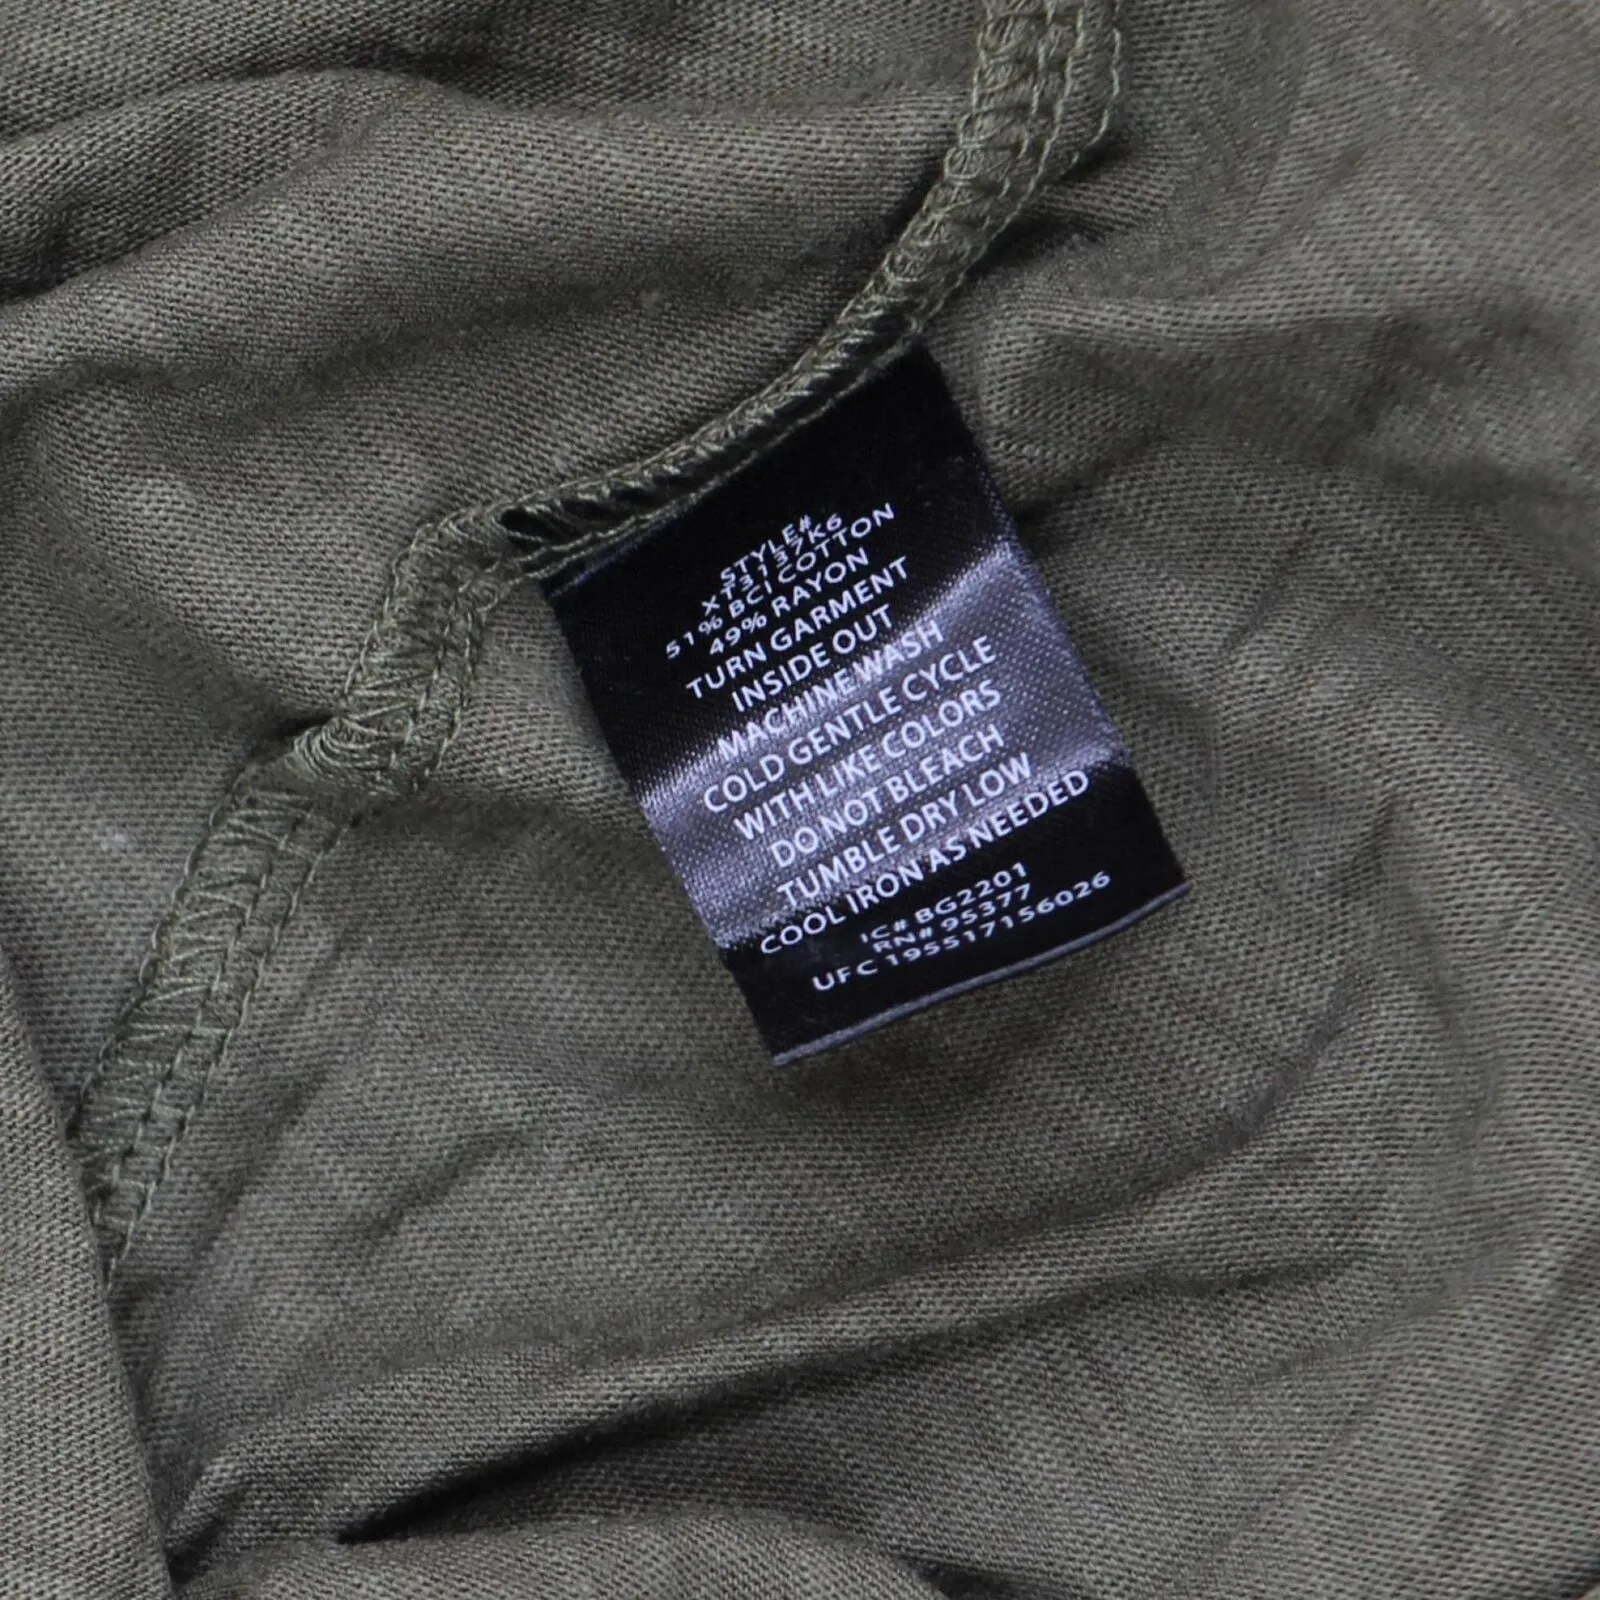 STYLE#
XT3137K6
51% BCI COTTON
49% RAYON
TURN GARMENT
INSIDE OUT
MACHINE WASH
COLD GENTLE CYCLE
WITH LIKE COLORS
DO NOT BLEACH
TUMBLE DRY LOW
COOL IRON AS NEEDED
IC# BG2201
RN# 95377
UFC 195517156026